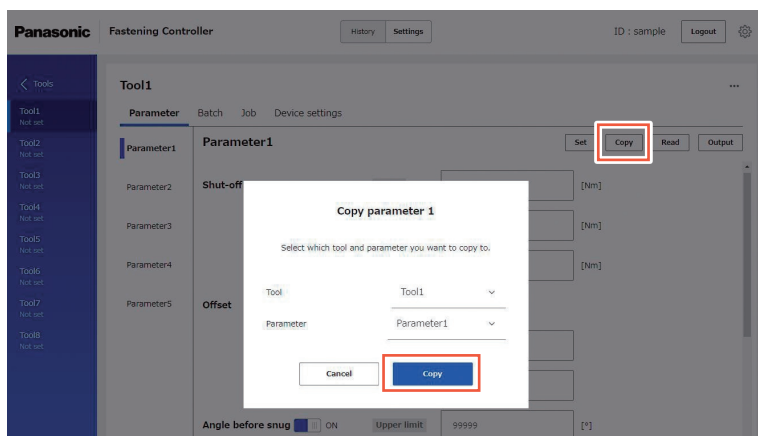 Panasonic Fastening Controller History Settings ID : sample Logout
Tools
Tool1
Not set
Tool2
Not set
Tool3
Not set
Tool4
Not set
Tool5
Not set
Tool6
Not set
Tool7
Not set
Tool8
Not set
Tool1 ...
Parameter Batch Job Device settings
Parameter1
Parameter2
Parameter3
Parameter4
Parameter5
Parameter1 Set Copy Read Output
Shut-off [Nm]
[Nm]
[Nm]
Offset
Angle before snug ON Upper limit 99999 [°]
Copy parameter 1
Select which tool and parameter you want to copy to.
Tool Tool1
Parameter Parameter1
Cancel Copy